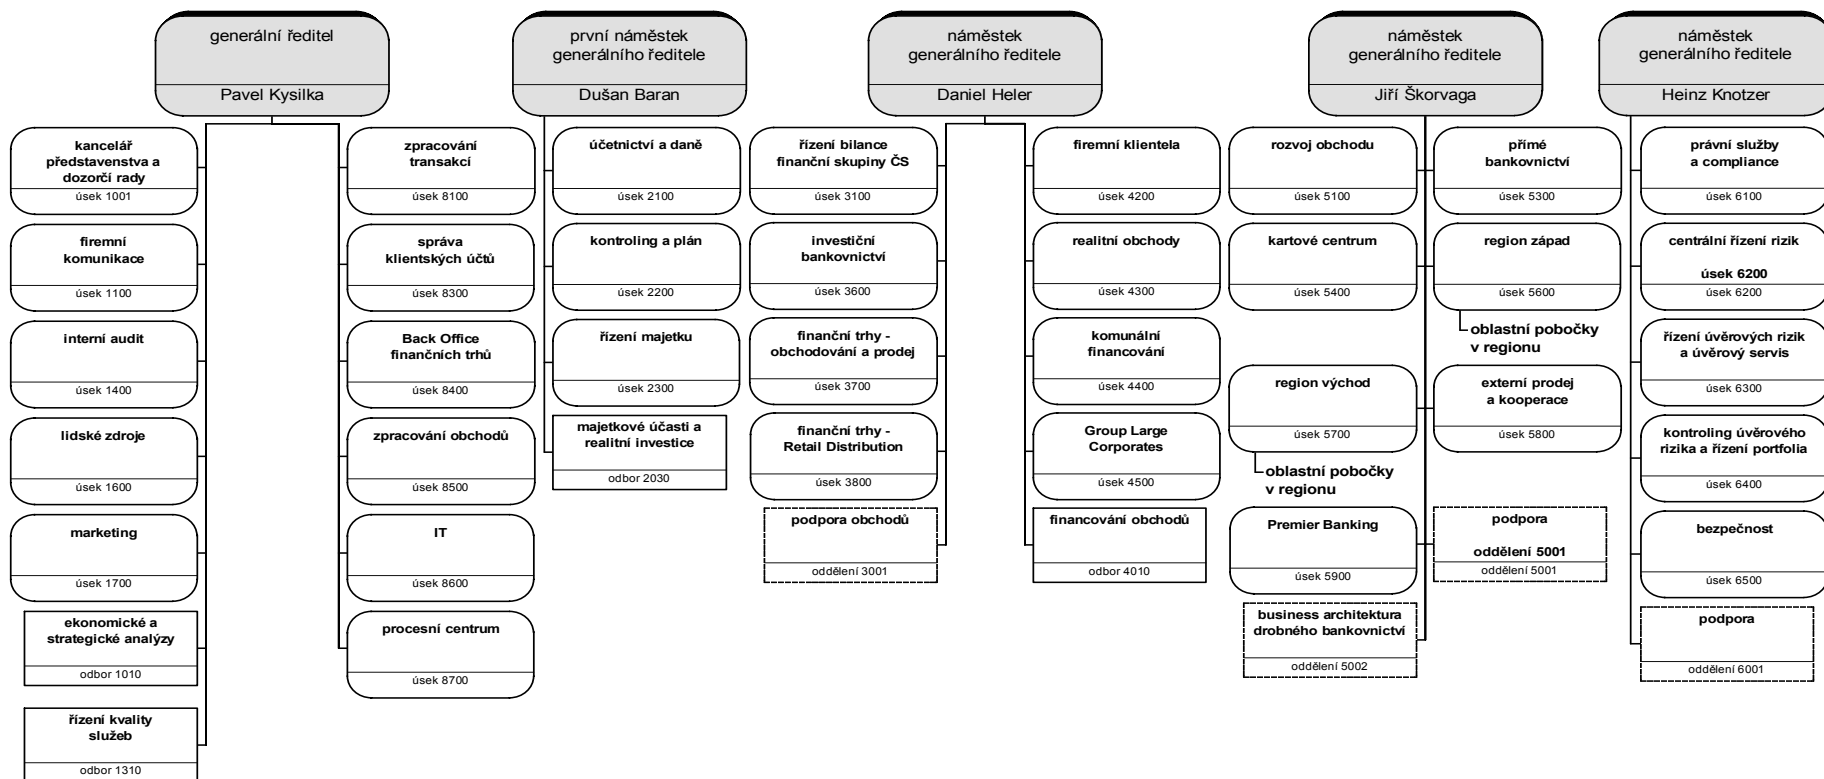 generální ředitel
Pavel Kysilka
kancelář
představenstva a
dozorčí rady
úsek 1001
firemní
komunikace
úsek 1100
interní audit
úsek 1400
lidské zdroje
úsek 1600
marketing
úsek 1700
ekonomické a
strategické analýzy
odbor 1010
řízení kvality
služeb
odbor 1310
zpracování
transakcí
úsek 8100
správa
klientských účtů
úsek 8300
Back Office
finančních trhů
úsek 8400
zpracování obchodů
úsek 8500
IT
úsek 8600
procesní centrum
úsek 8700
první náměstek
generálního ředitele
Dušan Baran
účetnictví a daně
úsek 2100
kontroling a plán
úsek 2200
řízení majetku
úsek 2300
majetkové účasti a
realitní investice
odbor 2030
náměstek
generálního ředitele
Daniel Heler
řízení bilance
finanční skupiny ČS
úsek 3100
investiční
bankovnictví
úsek 3600
finanční trhy -
obchodování a prodej
úsek 3700
finanční trhy -
Retail Distribution
úsek 3800
podpora obchodů
oddělení 3001
firemní klientela
úsek 4200
realitní obchody
úsek 4300
komunální
financování
úsek 4400
Group Large
Corporates
úsek 4500
financování obchodů
odbor 4010
náměstek
generálního ředitele
Jiří Škorvaga
rozvoj obchodu
úsek 5100
kartové centrum
úsek 5400
region východ
úsek 5700
oblastní pobočky
v regionu
Premier Banking
úsek 5900
business architektura
drobného bankovnictví
oddělení 5002
přímé
bankovnictví
úsek 5300
region západ
úsek 5600
oblastní pobočky
v regionu
externí prodej
a kooperace
úsek 5800
podpora
oddělení 5001
oddělení 5001
náměstek
generálního ředitele
Heinz Knotzer
právní služby
a compliance
úsek 6100
centrální řízení rizik
úsek 6200
úsek 6200
řízení úvěrových rizik
a úvěrový servis
úsek 6300
kontroling úvěrového
rizika a řízení portfolia
úsek 6400
bezpečnost
úsek 6500
podpora
oddělení 6001